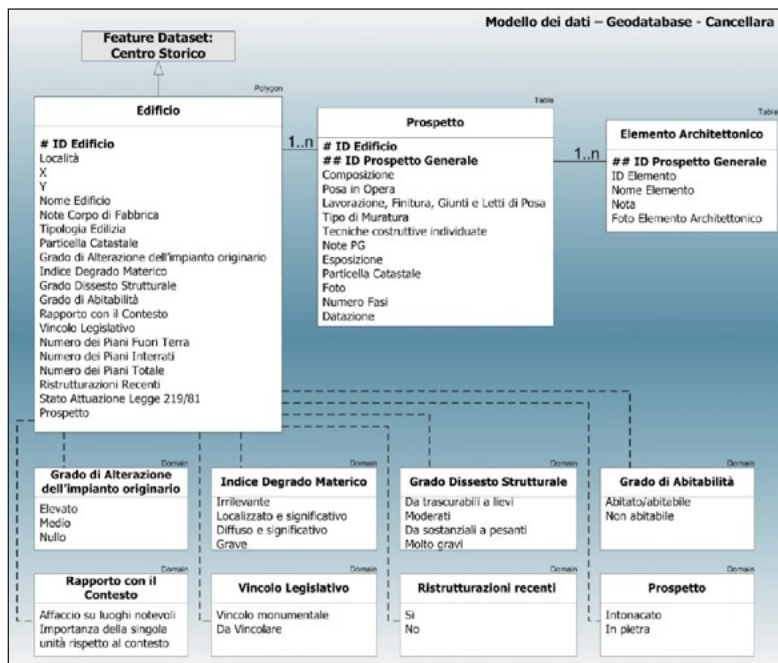 Modello dei dati – Geodatabase - Cancellara
Feature Dataset:
Centro Storico
Polygon
Edificio
# ID Edificio
Località
X
Y
Nome Edificio
Note Corpo di Fabbrica
Tipologia Edilizia
Particella Catastale
Grado di Alterazione dell'impianto originario
Indice Degrado Materico
Grado Dissesto Strutturale
Grado di Abitabilità
Rapporto con il Contesto
Vincolo Legislativo
Numero dei Piani Fuori Terra
Numero dei Piani Interrati
Numero dei Piani Totale
Ristrutturazioni Recenti
Stato Attuazione Legge 219/81
Prospetto
1..n
Table
Prospetto
# ID Edificio
## ID Prospetto Generale
Composizione
Posa in Opera
Lavorazione, Finitura, Giunti e Letti di Posa
Tipo di Muratura
Tecniche costruttive individuate
Note PG
Esposizione
Particella Catastale
Foto
Numero Fasi
Datazione
1..n
Table
Elemento Architettonico
## ID Prospetto Generale
ID Elemento
Nome Elemento
Nota
Foto Elemento Architettonico
Domain
Grado di Alterazione
dell'impianto originario
Elevato
Medio
Nullo
Domain
Indice Degrado Materico
Irrilevante
Localizzato e significativo
Diffuso e significativo
Grave
Domain
Grado Dissesto Strutturale
Da trascurabili a lievi
Moderati
Da sostanziali a pesanti
Molto gravi
Domain
Grado di Abitabilità
Abitato/abitabile
Non abitabile
Domain
Rapporto con il
Contesto
Affaccio su luoghi notevoli
Importanza della singola
unità rispetto al contesto
Domain
Vincolo Legislativo
Vincolo monumentale
Da Vincolare
Domain
Ristrutturazioni recenti
Si
No
Domain
Prospetto
Intonacato
In pietra